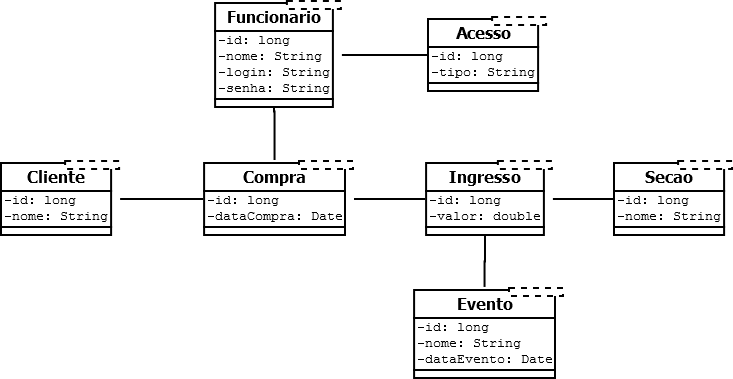 Funcionario
-id: long
-nome: String
-login: String
-senha: String
Acesso
-id: long
-tipo: String
Cliente
-id: long
-nome: String
Compra
-id: long
-dataCompra: Date
Ingresso
-id: long
-valor: double
Secao
-id: long
-nome: String
Evento
-id: long
-nome: String
-dataEvento: Date